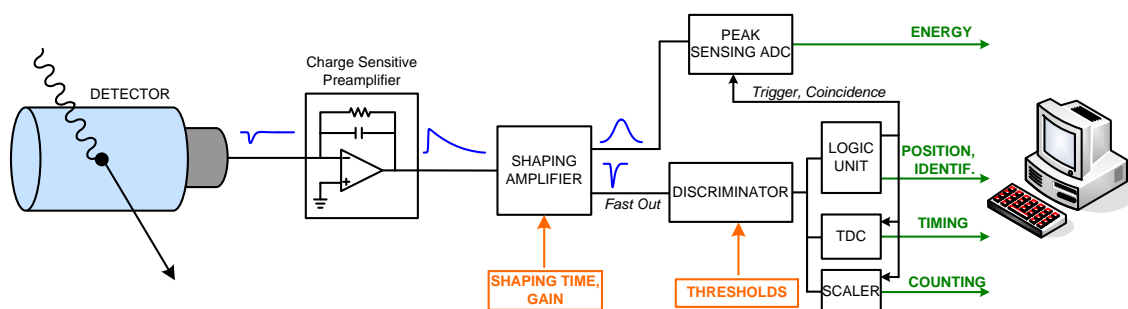 ENERGY
PEAK
SENSING ADC
Charge Sensitive
Preamplifier
DETECTOR
Trigger, Coincidence
SHAPING
AMPLIFIER
LOGIC
UNIT
POSITION,
IDENTIF.
DISCRIMINATOR
Fast Out
TIMING
TDC
SHAPING TIME,
GAIN
THRESHOLDS
COUNTING
SCALER